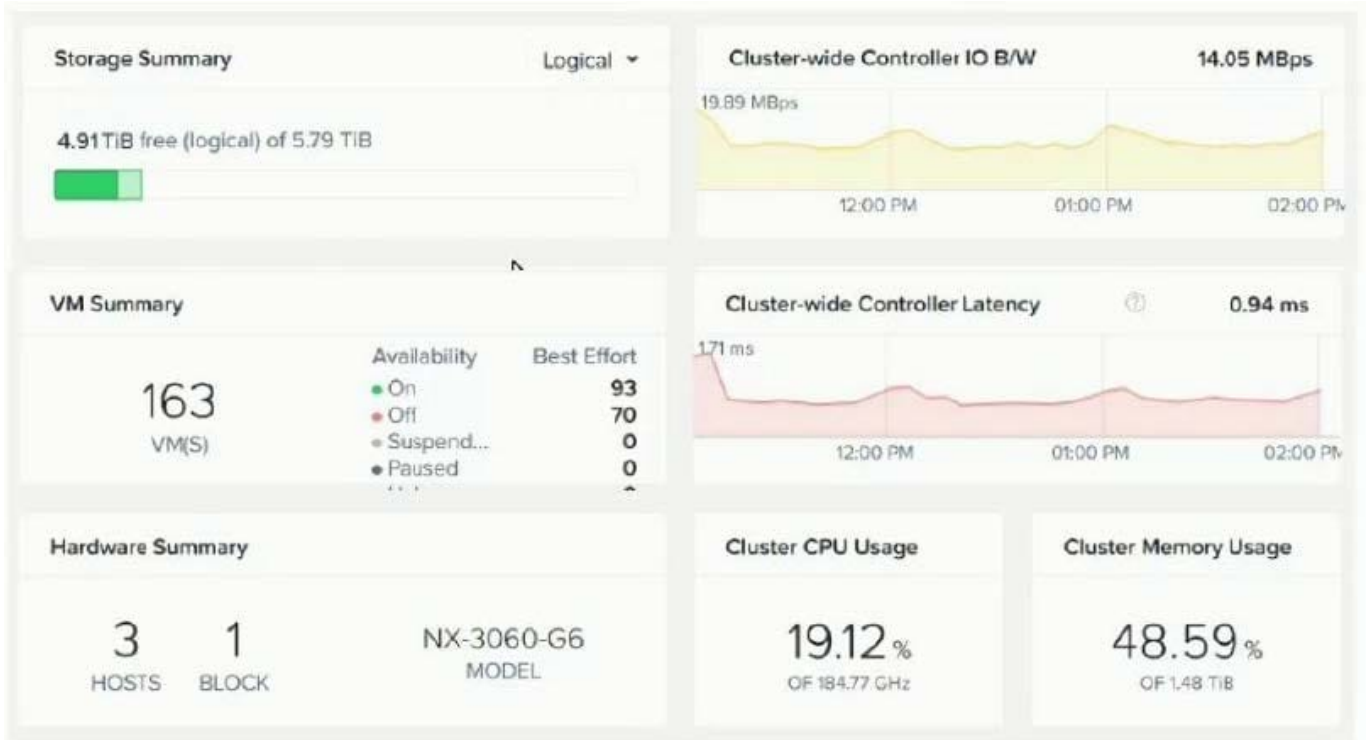 Storage Summary
Logical
4.91 TiB free (logical) of 5.79 TiB
Cluster-wide Controller IO B/W
14.05 MBps
19.89 MBps
12:00 PM
01:00 PM
02:00 PM
VM Summary
163
VM(S)
Availability
Best Effort
On
93
Off
70
Suspend...
0
Paused
0
Cluster-wide Controller Latency
0.94 ms
1.71 ms
12:00 PM
01:00 PM
02:00 PM
Hardware Summary
3
HOSTS
1
BLOCK
NX-3060-G6
MODEL
Cluster CPU Usage
19.12 %
OF 184.77 GHz
Cluster Memory Usage
48.59 %
OF 1.48 TiB